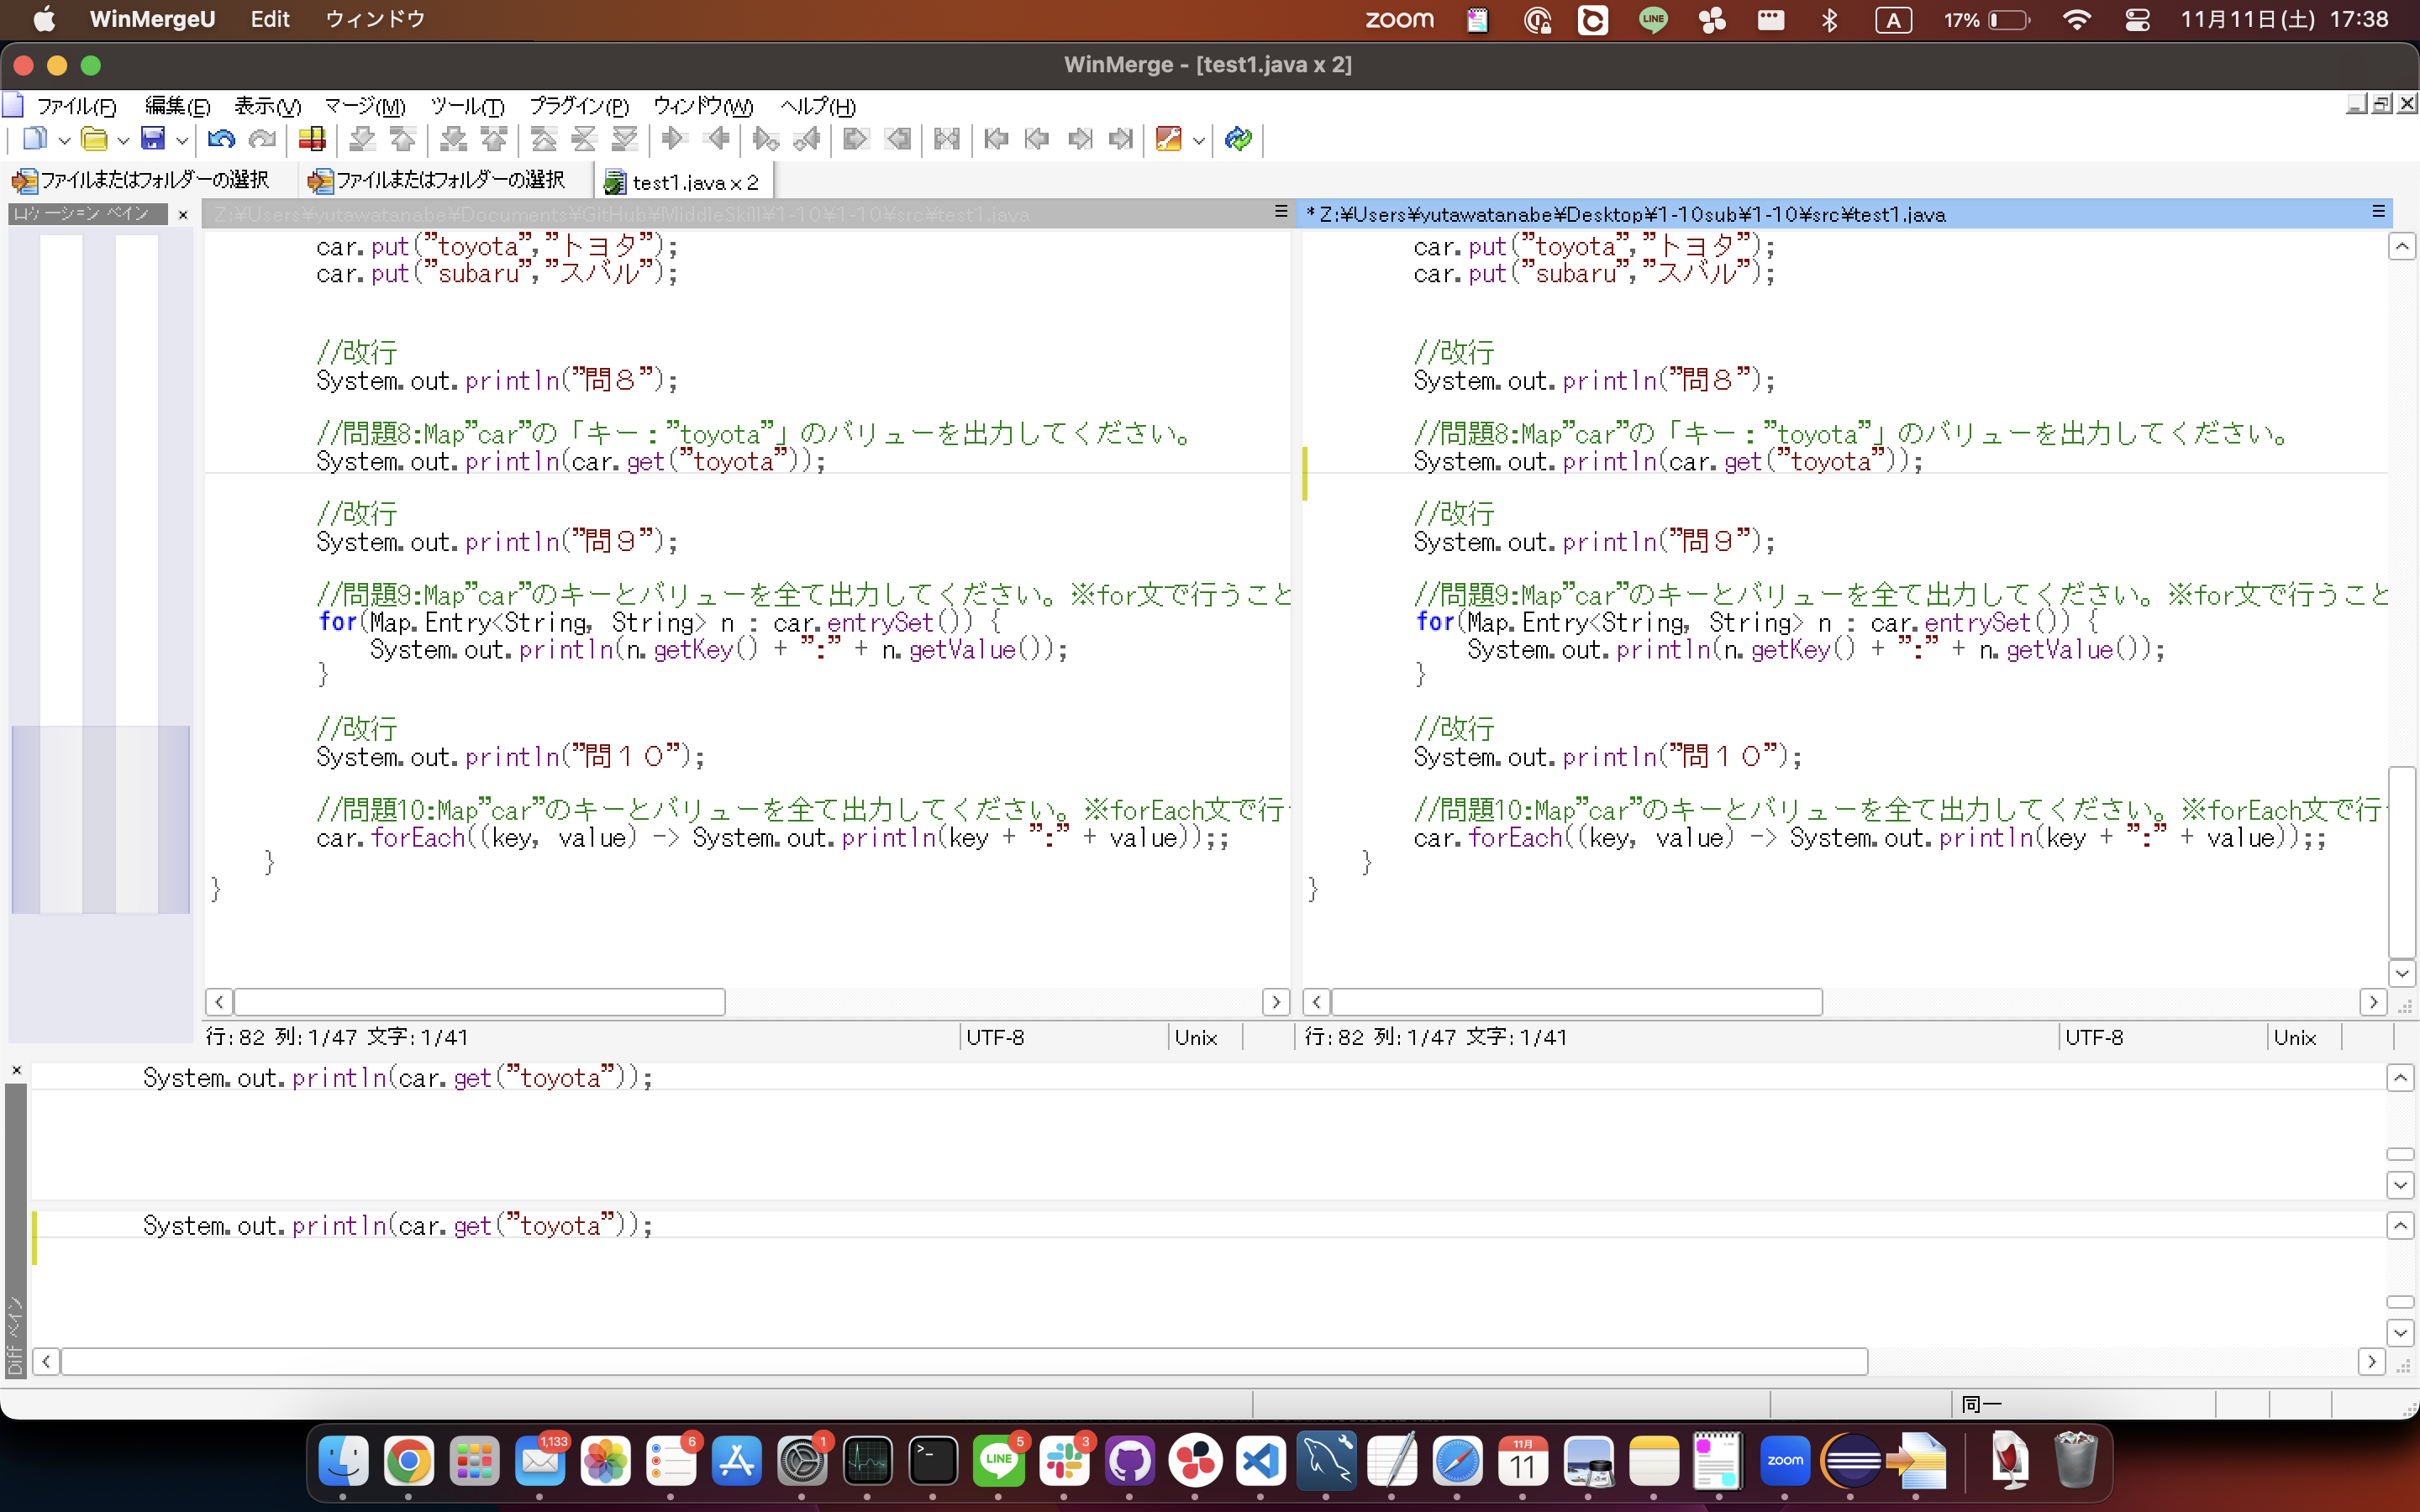 WinMergeU Edit ウィンドウ zoom LINE A 17% 11月11日(土) 17:38
WinMerge - [test1.java x 2]
ファイル(F) 編集(E) 表示(V) マージ(M) ツール(T) プラグイン(P) ウィンドウ(W) ヘルプ(H)
ファイルまたはフォルダーの選択 ファイルまたはフォルダーの選択 test1.java x 2
ロケーション ペイン
Z:¥Users¥yutawatanabe¥Documents¥GitHub¥MiddleSkill¥1-10¥1-10¥src¥test1.java
car.put("toyota","トヨタ");
car.put("subaru","スバル");
//改行
System.out.println("問８");
//問題8:Map"car"の「キー："toyota"」のバリューを出力してください。
System.out.println(car.get("toyota"));
//改行
System.out.println("問９");
//問題9:Map"car"のキーとバリューを全て出力してください。※for文で行うこと
for(Map.Entry<String, String> n : car.entrySet()) {
System.out.println(n.getKey() + ":" + n.getValue());
}
//改行
System.out.println("問１０");
//問題10:Map"car"のキーとバリューを全て出力してください。※forEach文で行
car.forEach((key, value) -> System.out.println(key + ":" + value));;
}
}
行: 82 列: 1/47 文字: 1/41 UTF-8 Unix
* Z:¥Users¥yutawatanabe¥Desktop¥1-10sub¥1-10¥src¥test1.java
car.put("toyota","トヨタ");
car.put("subaru","スバル");
//改行
System.out.println("問８");
//問題8:Map"car"の「キー："toyota"」のバリューを出力してください。
System.out.println(car.get("toyota"));
//改行
System.out.println("問９");
//問題9:Map"car"のキーとバリューを全て出力してください。※for文で行うこと
for(Map.Entry<String, String> n : car.entrySet()) {
System.out.println(n.getKey() + ":" + n.getValue());
}
//改行
System.out.println("問１０");
//問題10:Map"car"のキーとバリューを全て出力してください。※forEach文で行
car.forEach((key, value) -> System.out.println(key + ":" + value));;
}
}
行: 82 列: 1/47 文字: 1/41 UTF-8 Unix
Diff ペイン
System.out.println(car.get("toyota"));
System.out.println(car.get("toyota"));
同一
1,133 6 1 LINE 5 3 11月 11 zoom